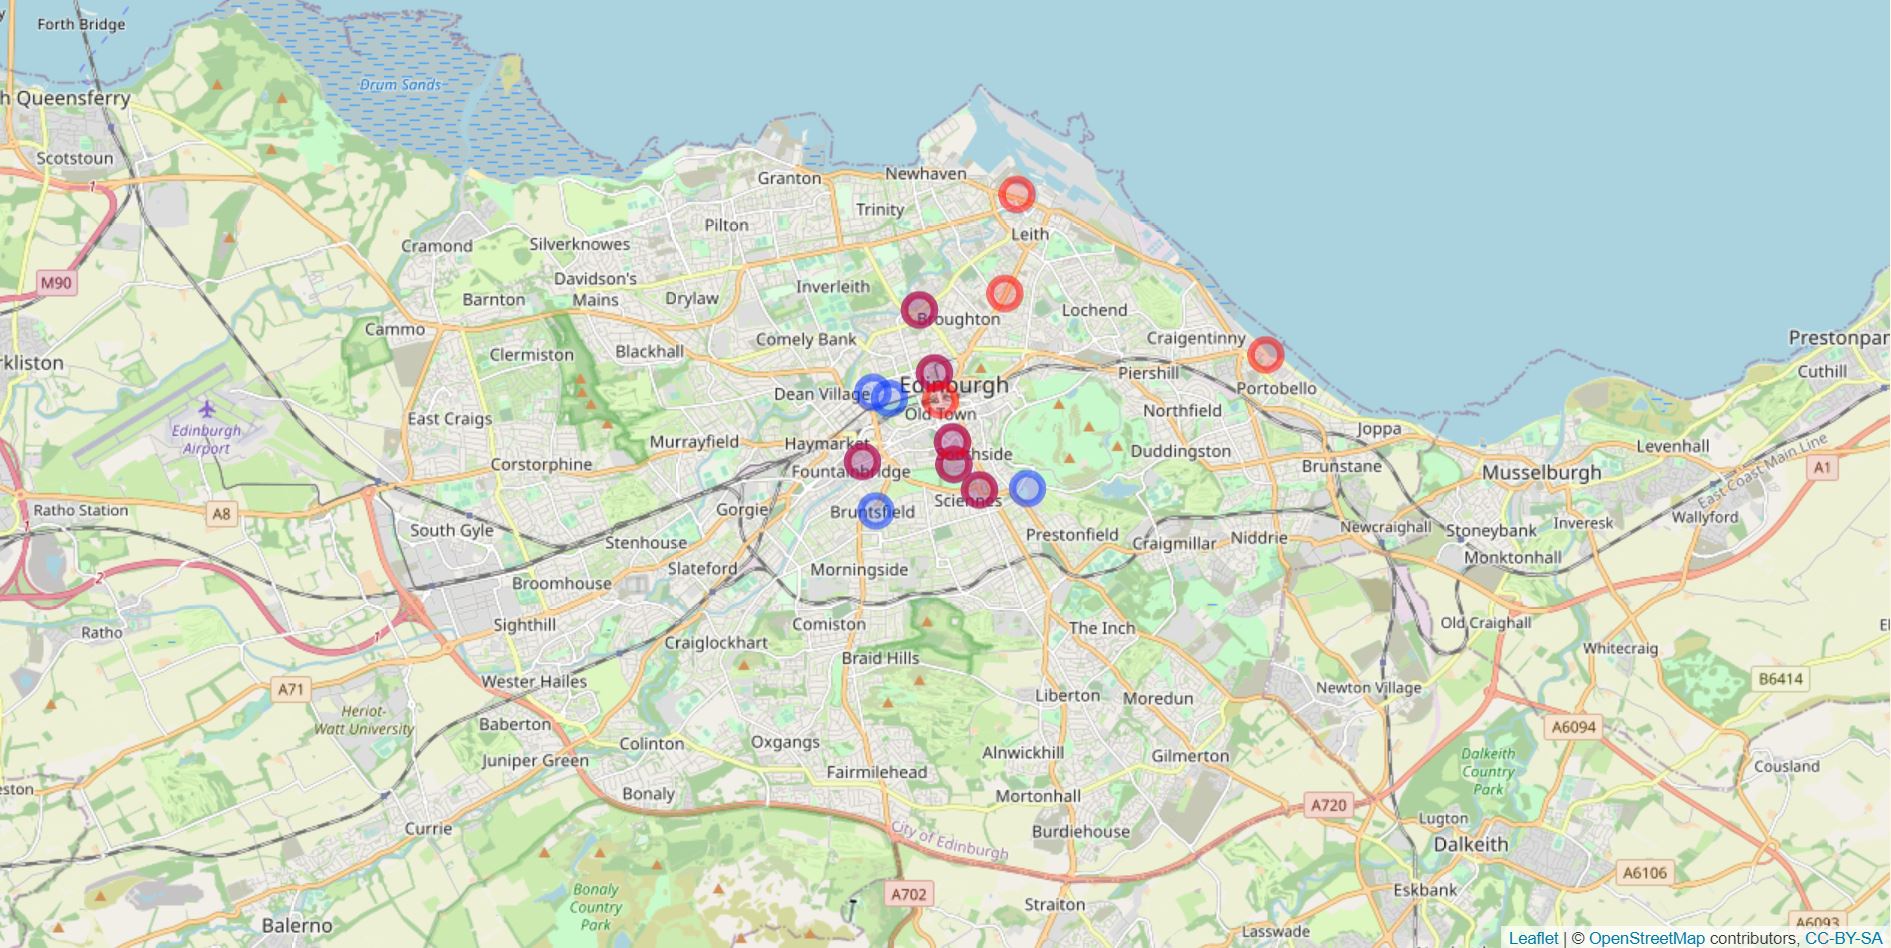 Forth Bridge
Drum Sands
h Queensferry
Scotstoun
Granton
Newhaven
Trinity
Pilton
Leith
Cramond
Silverknowes
M90
Davidson's
Mains
Barnton
Drylaw
Inverleith
Lochend
Broughton
Cammo
Comely Bank
Craigentinny
Prestonpan
rkliston
Clermiston
Blackhall
Piershill
Cuthill
Edinburgh
Portobello
Dean Village
Old Town
Northfield
East Craigs
Joppa
Edinburgh
Airport
Murrayfield
Haymarket
Levenhall
Corstorphine
Southside
Duddingston
Brunstane
Musselburgh
East Coast Main Line
A1
Fountainbridge
Sciennes
Ratho Station
A8
Gorgie
Bruntsfield
1
Wallyford
Inveresk
Newcraighall
Stoneybank
South Gyle
Stenhouse
Prestonfield
Craigmillar
Niddrie
Monktonhall
Slateford
Morningside
Broomhouse
2
1
1
Ratho
Sighthill
Comiston
The Inch
Old Craighall
El
Craiglockhart
Braid Hills
Whitecraig
Wester Hailes
A71
Liberton
Moredun
Newton Village
B6414
Heriot-
Watt University
Baberton
A6094
Colinton
Oxgangs
Alnwickhill
Gilmerton
Dalkeith
Country
Park
Juniper Green
Fairmilehead
Cousland
eston
Bonaly
Mortonhall
A720
Currie
City of Edinburgh
Burdiehouse
Lugton
Dalkeith
A6106
Bonaly
Country
Park
A702
Straiton
Eskbank
Balerno
Lasswade
A6093
Leaflet | © OpenStreetMap contributors, CC-BY-SA